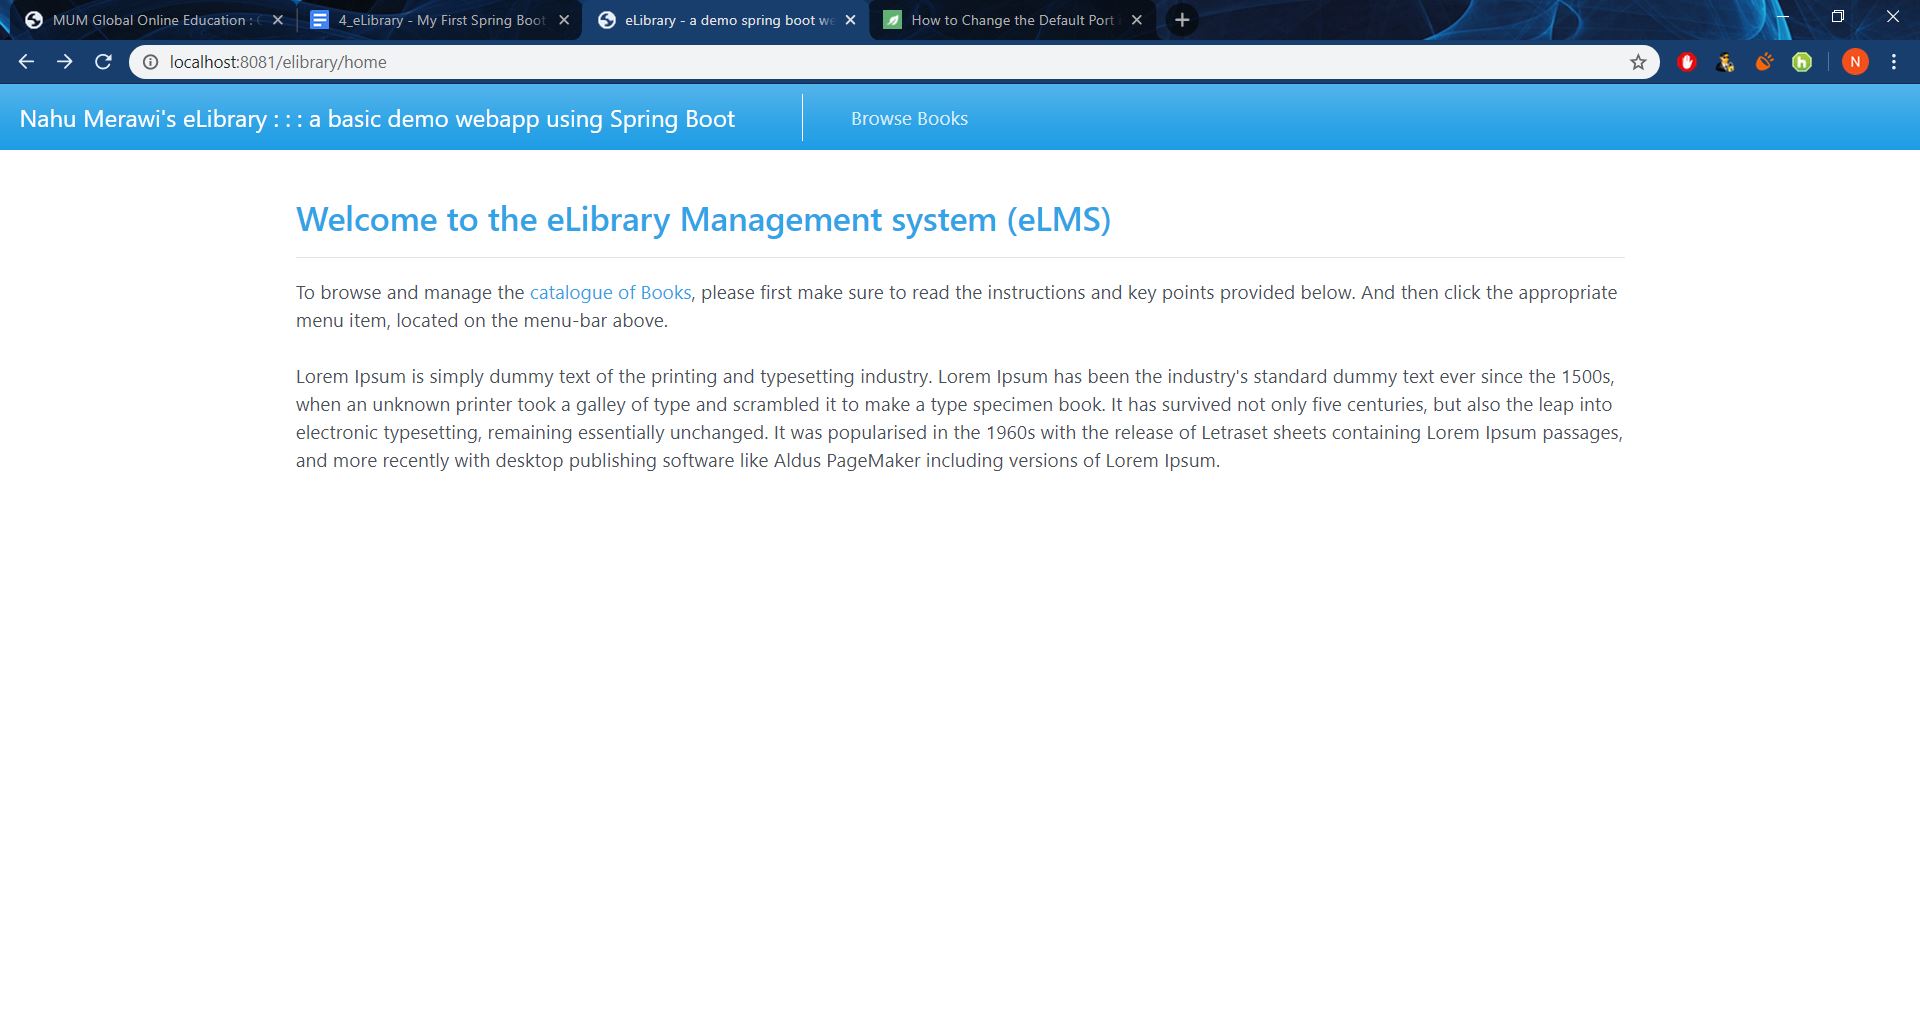 MUM Global Online Education :
4_eLibrary - My First Spring Boot
eLibrary - a demo spring boot we
How to Change the Default Port
localhost:8081/elibrary/home
N
Nahu Merawi's eLibrary : : : a basic demo webapp using Spring Boot
Browse Books
Welcome to the eLibrary Management system (eLMS)
To browse and manage the catalogue of Books, please first make sure to read the instructions and key points provided below. And then click the appropriate
menu item, located on the menu-bar above.
Lorem Ipsum is simply dummy text of the printing and typesetting industry. Lorem Ipsum has been the industry's standard dummy text ever since the 1500s,
when an unknown printer took a galley of type and scrambled it to make a type specimen book. It has survived not only five centuries, but also the leap into
electronic typesetting, remaining essentially unchanged. It was popularised in the 1960s with the release of Letraset sheets containing Lorem Ipsum passages,
and more recently with desktop publishing software like Aldus PageMaker including versions of Lorem Ipsum.